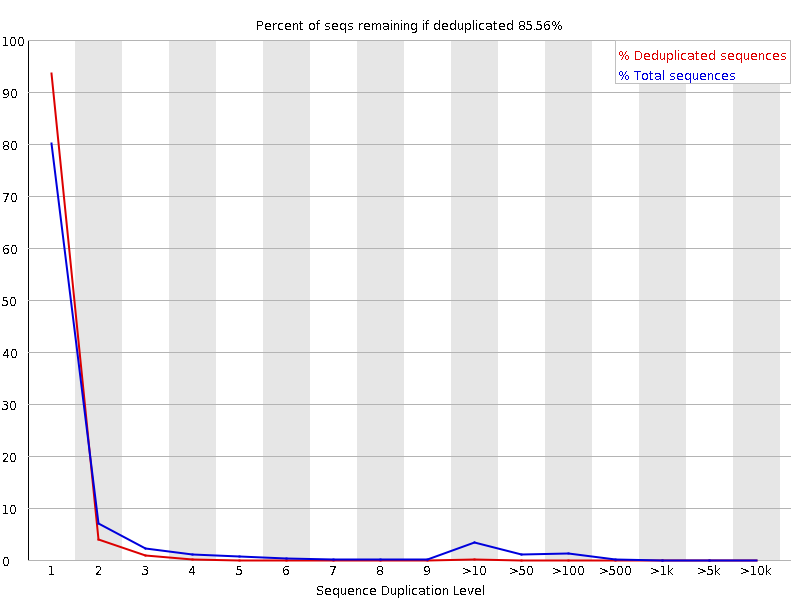 Percent of seqs remaining if deduplicated 85.56%
% Deduplicated sequences
% Total sequences
100
90
80
70
60
50
40
30
20
10
0
1 2 3 4 5 6 7 8 9 >10 >50 >100 >500 >1k >5k >10k
Sequence Duplication Level